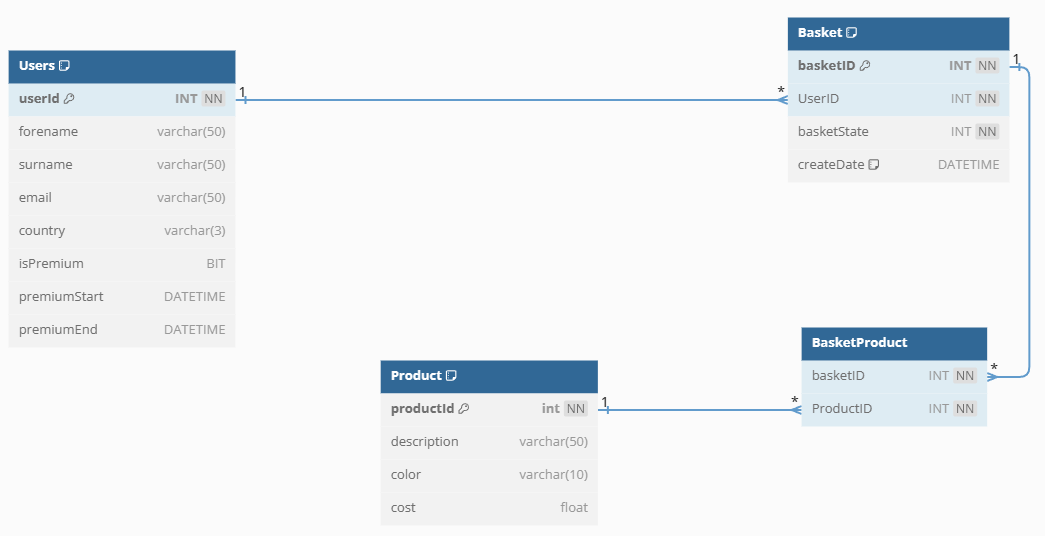 Users
userId INT NN
forename varchar(50)
surname varchar(50)
email varchar(50)
country varchar(3)
isPremium BIT
premiumStart DATETIME
premiumEnd DATETIME
1
*
Basket
basketID INT NN
1
UserID INT NN
basketState INT NN
createDate DATETIME
Product
productId int NN
description varchar(50)
color varchar(10)
cost float
1
*
BasketProduct
basketID INT NN
*
ProductID INT NN